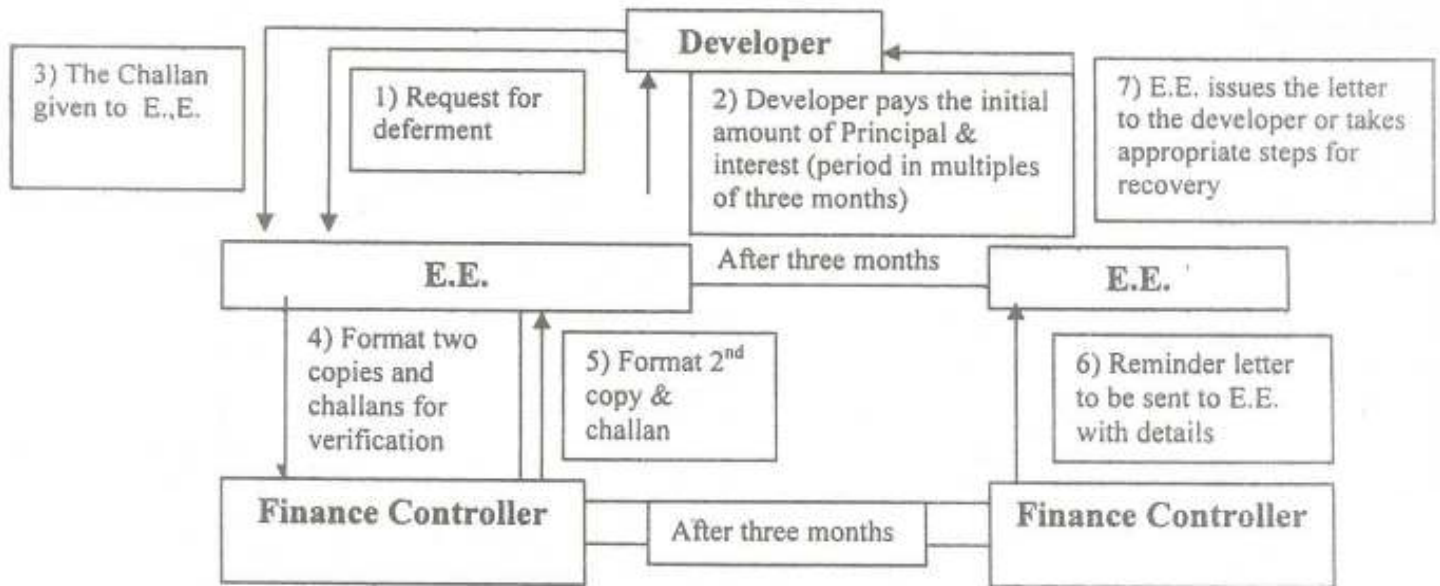 Developer
3) The Challan
given to E.,E.
1) Request for
deferment
2) Developer pays the initial
amount of Principal &
interest (period in multiples
of three months)
7) E.E. issues the letter
to the developer or takes
appropriate steps for
recovery
E.E.
After three months
E.E.
4) Format two
copies and
challans for
verification
5) Format 2nd
copy &
challan
6) Reminder letter
to be sent to E.E.
with details
Finance Controller
After three months
Finance Controller